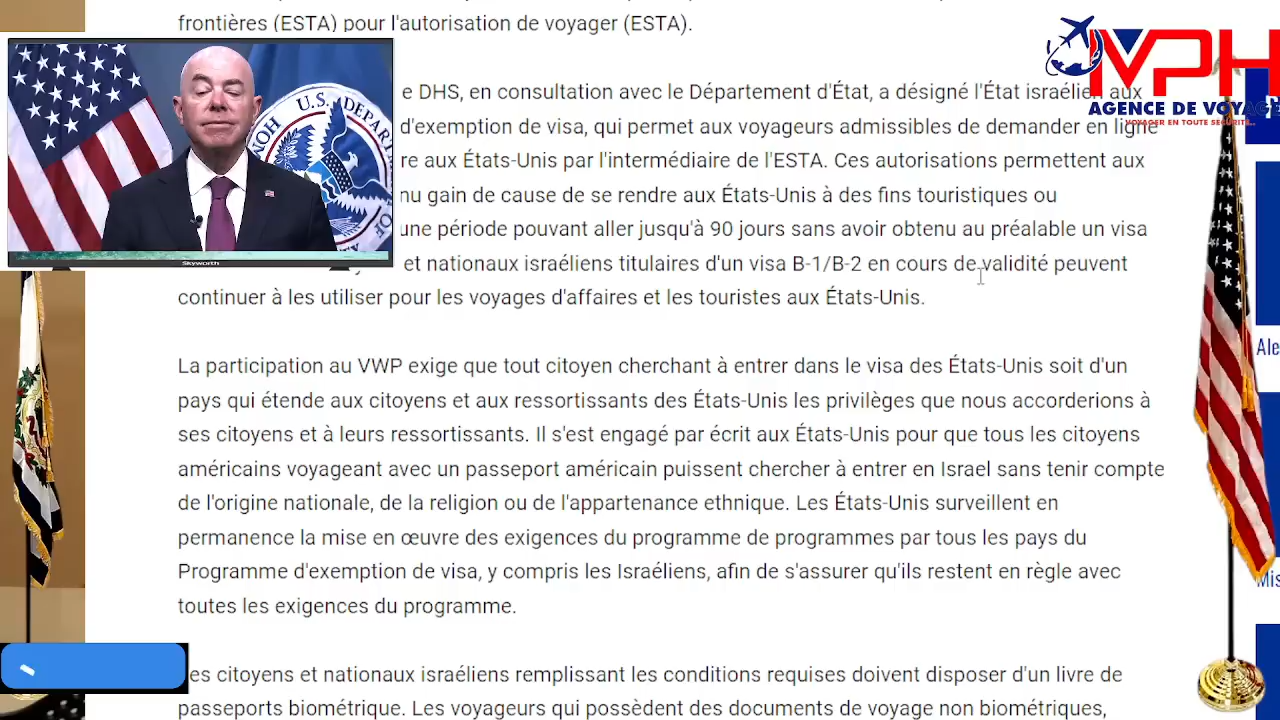 frontières (ESTA) pour l'autorisation de voyager (ESTA).
MVPH
AGENCE DE VOYAGE
VOYAGER EN TOUTE SÉCURITÉ..
e DHS, en consultation avec le Département d'État, a désigné l'État israélien aux
d'exemption de visa, qui permet aux voyageurs admissibles de demander en ligne
re aux États-Unis par l'intermédiaire de l'ESTA. Ces autorisations permettent aux
nu gain de cause de se rendre aux États-Unis à des fins touristiques ou
une période pouvant aller jusqu'à 90 jours sans avoir obtenu au préalable un visa
et nationaux israéliens titulaires d'un visa B-1/B-2 en cours de validité peuvent
continuer à les utiliser pour les voyages d'affaires et les touristes aux États-Unis.
U.S. DEPART
Skyworth
La participation au VWP exige que tout citoyen cherchant à entrer dans le visa des États-Unis soit d'un
pays qui étende aux citoyens et aux ressortissants des États-Unis les privilèges que nous accorderions à
ses citoyens et à leurs ressortissants. Il s'est engagé par écrit aux États-Unis pour que tous les citoyens
américains voyageant avec un passeport américain puissent chercher à entrer en Israel sans tenir compte
de l'origine nationale, de la religion ou de l'appartenance ethnique. Les États-Unis surveillent en
permanence la mise en œuvre des exigences du programme de programmes par tous les pays du
Programme d'exemption de visa, y compris les Israéliens, afin de s'assurer qu'ils restent en règle avec
toutes les exigences du programme.
Ale
Mis
es citoyens et nationaux israéliens remplissant les conditions requises doivent disposer d'un livre de
passeports biométrique. Les voyageurs qui possèdent des documents de voyage non biométriques,